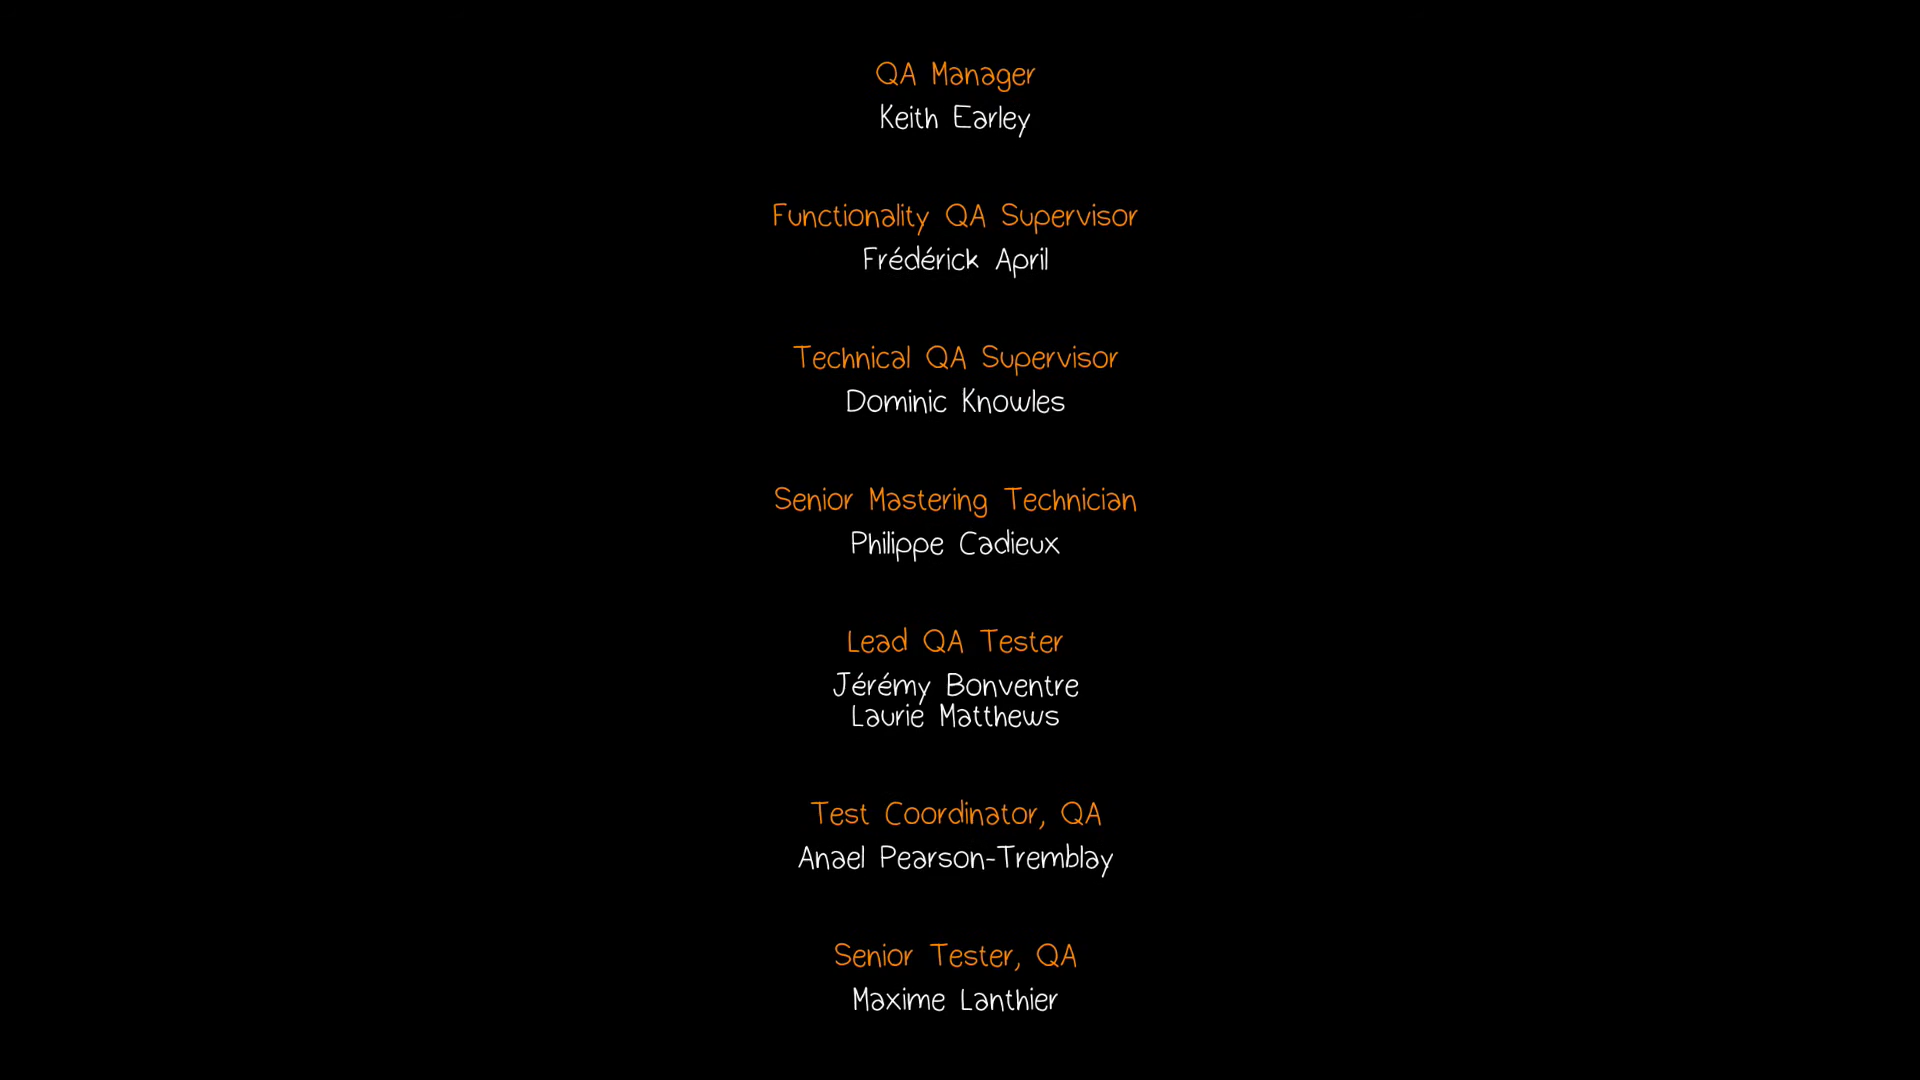 QA Manager
Keith Earley
Functionality QA Supervisor
Frédérick April
Technical QA Supervisor
Dominic Knowles
Senior Mastering Technician
Philippe Cadieux
Lead QA Tester
Jérémy Bonventre
Laurie Matthews
Test Coordinator, QA
Anael Pearson-Tremblay
Senior Tester, QA
Maxime Lanthier